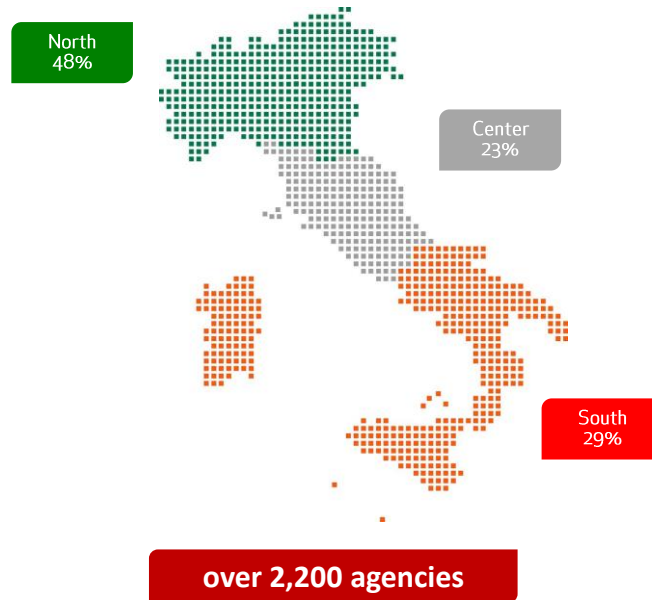 North
48%
Center
23%
South
29%
over 2,200 agencies